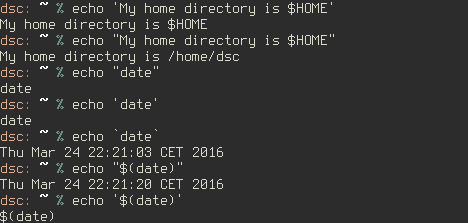 dsc: ~ % echo 'My home directory is $HOME'
My home directory is $HOME
dsc: ~ % echo "My home directory is $HOME"
My home directory is /home/dsc
dsc: ~ % echo "date"
date
dsc: ~ % echo 'date'
date
dsc: ~ % echo `date`
Thu Mar 24 22:21:03 CET 2016
dsc: ~ % echo "$(date)"
Thu Mar 24 22:21:20 CET 2016
dsc: ~ % echo '$(date)'
$(date)